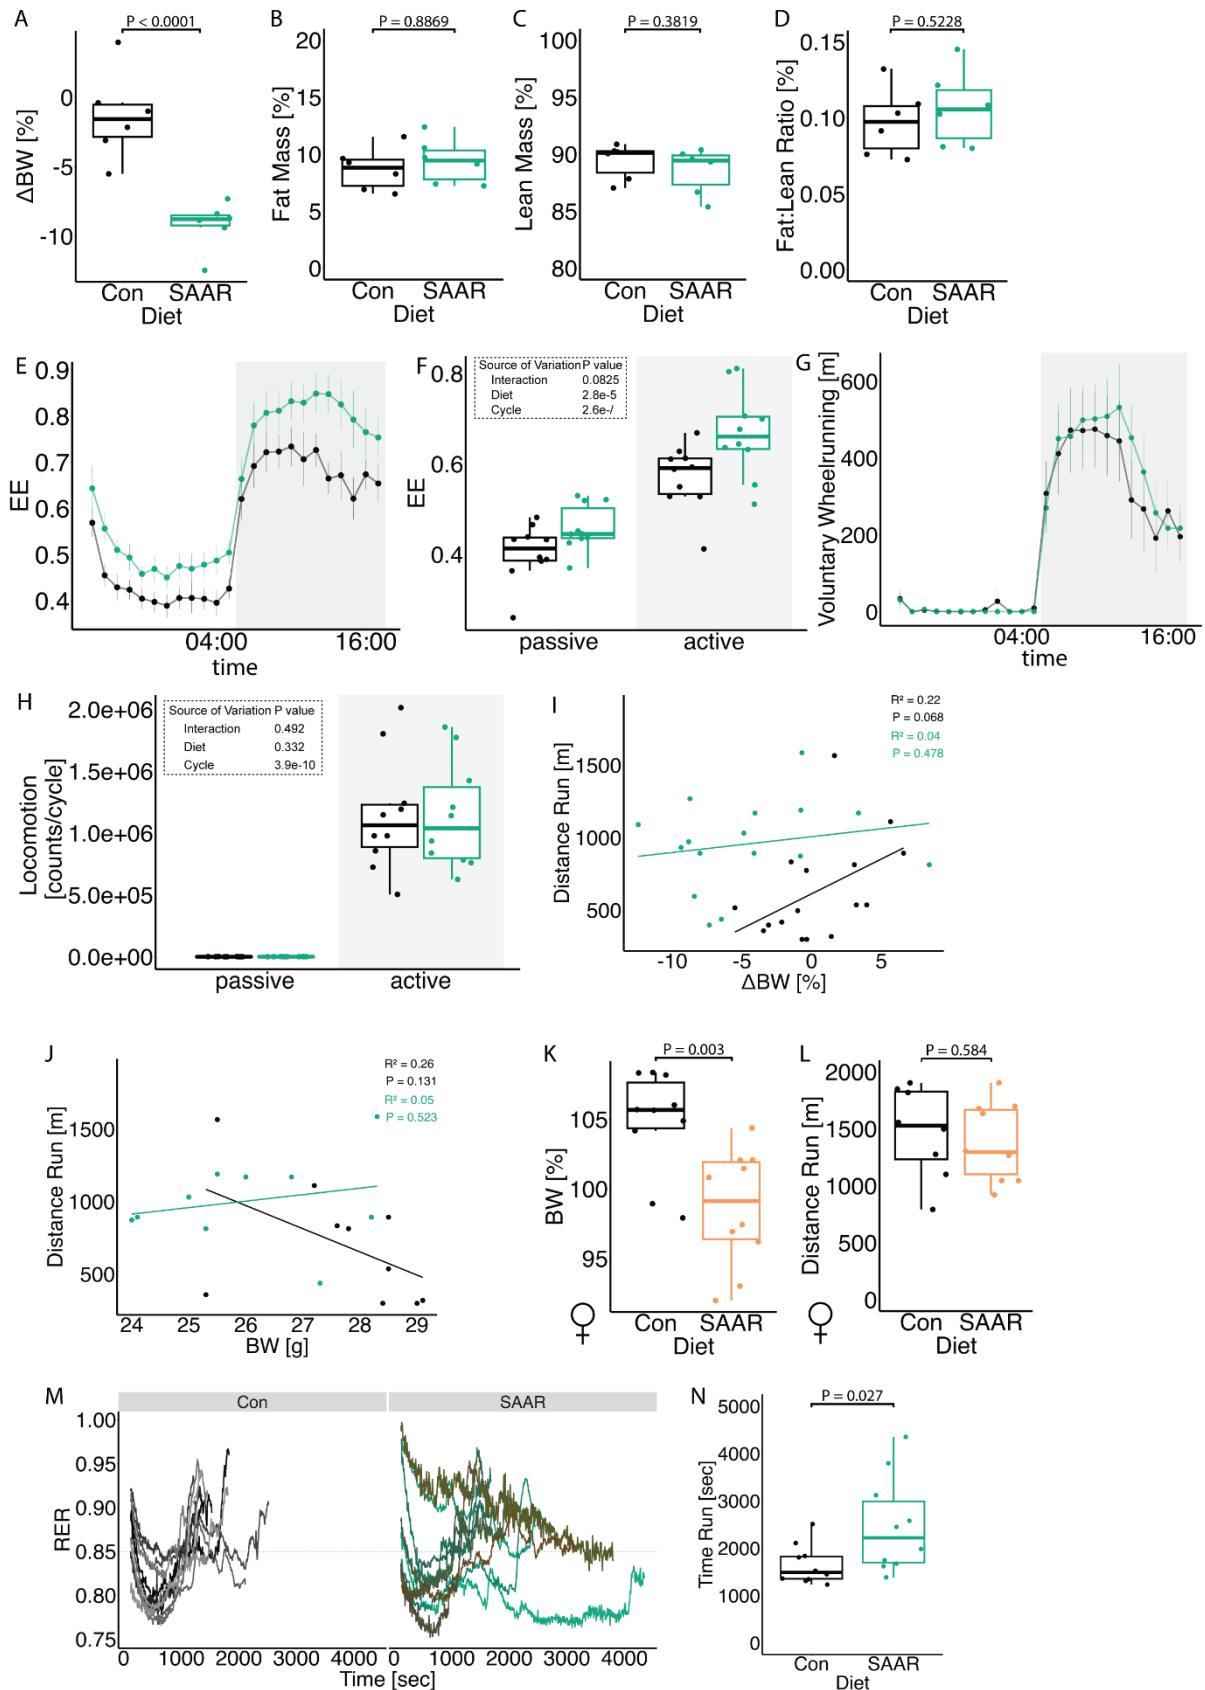 A
P < 0.0001
0
-5
-10
ΔBW [%]
Con SAAR
Diet
B
P = 0.8869
20
15
10
5
0
Fat Mass [%]
Con SAAR
Diet
C
P = 0.3819
100
95
90
85
80
Lean Mass [%]
Con SAAR
Diet
D
P = 0.5228
0.15
0.10
0.05
0.00
Fat:Lean Ratio [%]
Con SAAR
Diet
E
0.9
0.8
0.7
0.6
0.5
0.4
EE
04:00 16:00
time
F
Source of Variation P value
Interaction 0.0825
Diet 2.8e-5
Cycle 2.6e-/
0.8
0.6
0.4
EE
passive active
G
600
400
200
0
Voluntary Wheelrunning [m]
04:00 16:00
time
H
Source of Variation P value
Interaction 0.492
Diet 0.332
Cycle 3.9e-10
2.0e+06
1.5e+06
1.0e+06
5.0e+05
0.0e+00
Locomotion
[counts/cycle]
passive active
I
R² = 0.22
P = 0.068
R² = 0.04
P = 0.478
1500
1000
500
Distance Run [m]
-10 -5 0 5
ΔBW [%]
J
R² = 0.26
P = 0.131
R² = 0.05
P = 0.523
1500
1000
500
Distance Run [m]
24 25 26 27 28 29
BW [g]
K
P = 0.003
105
100
95
BW [%]
♀
Con SAAR
Diet
L
P = 0.584
2000
1500
1000
500
0
Distance Run [m]
♀
Con SAAR
Diet
M
Con SAAR
1.00
0.95
0.90
0.85
0.80
0.75
RER
0 1000 2000 3000 4000 0 1000 2000 3000 4000
Time [sec]
N
P = 0.027
5000
4000
3000
2000
1000
0
Time Run [sec]
Con SAAR
Diet